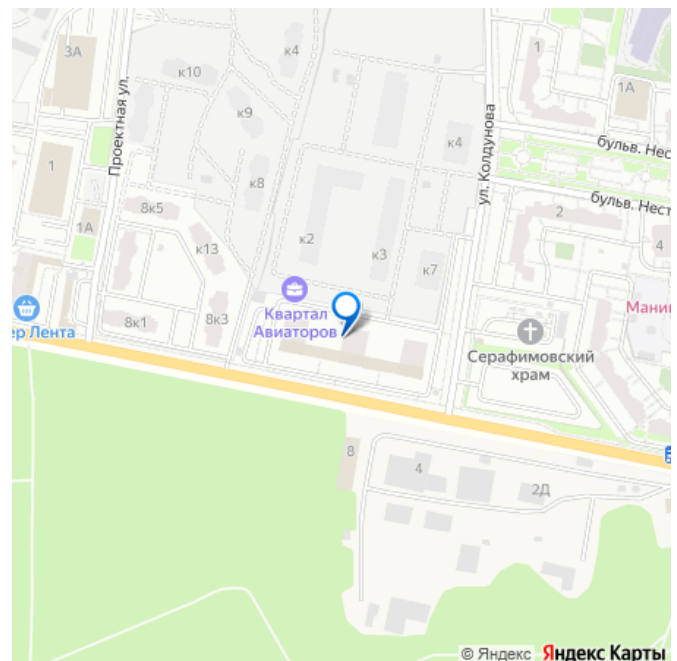 3А
к4
1
к10
1А
Проектная ул.
к9
ул. Колдунова
к4
бульв. Нес
1
к8
бульв. Нест
8к5
2
1А
к13
к2
к3
4
к7
Квартал
Авиаторов
Мани
ер Лента
8к1
8к3
Серафимовский
храм
8
4
2Д
© Яндекс Яндекс Карты